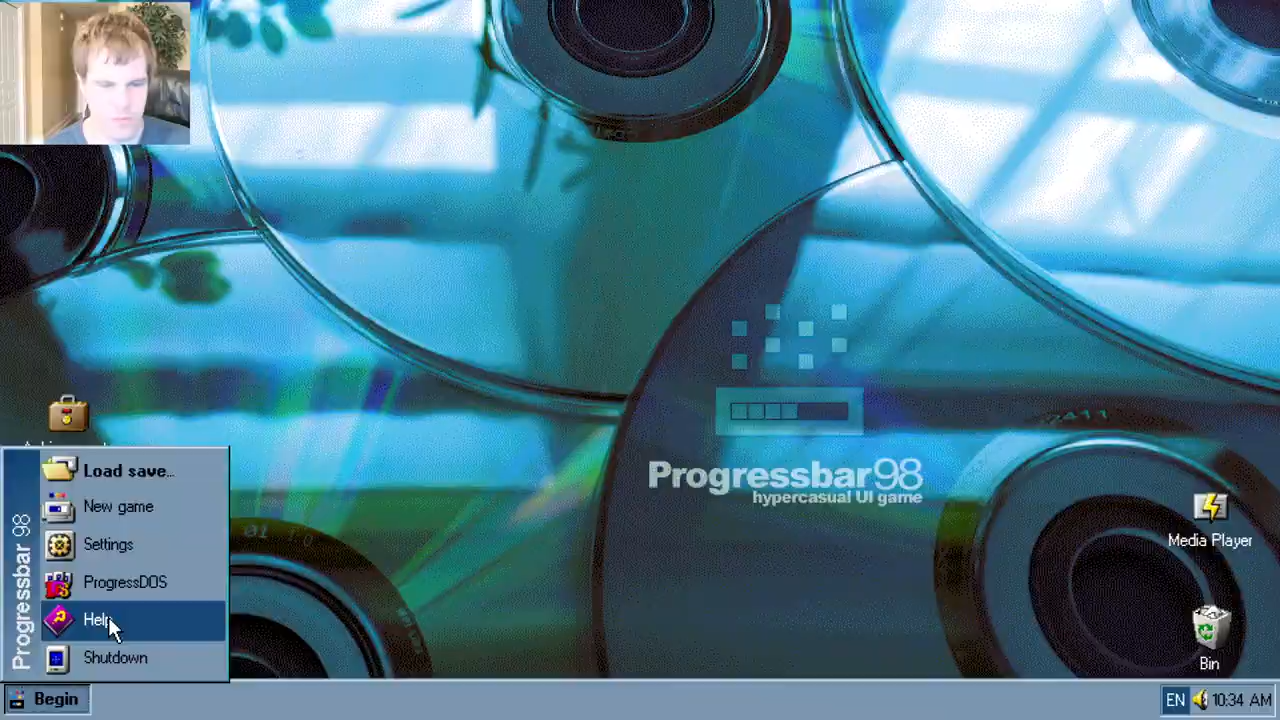 Progressbar98
hypercasual UI game
Load save...
New game
Settings
ProgressDOS
Help
Shutdown
Progressbar 98
Media Player
Bin
Begin
EN
10:34 AM